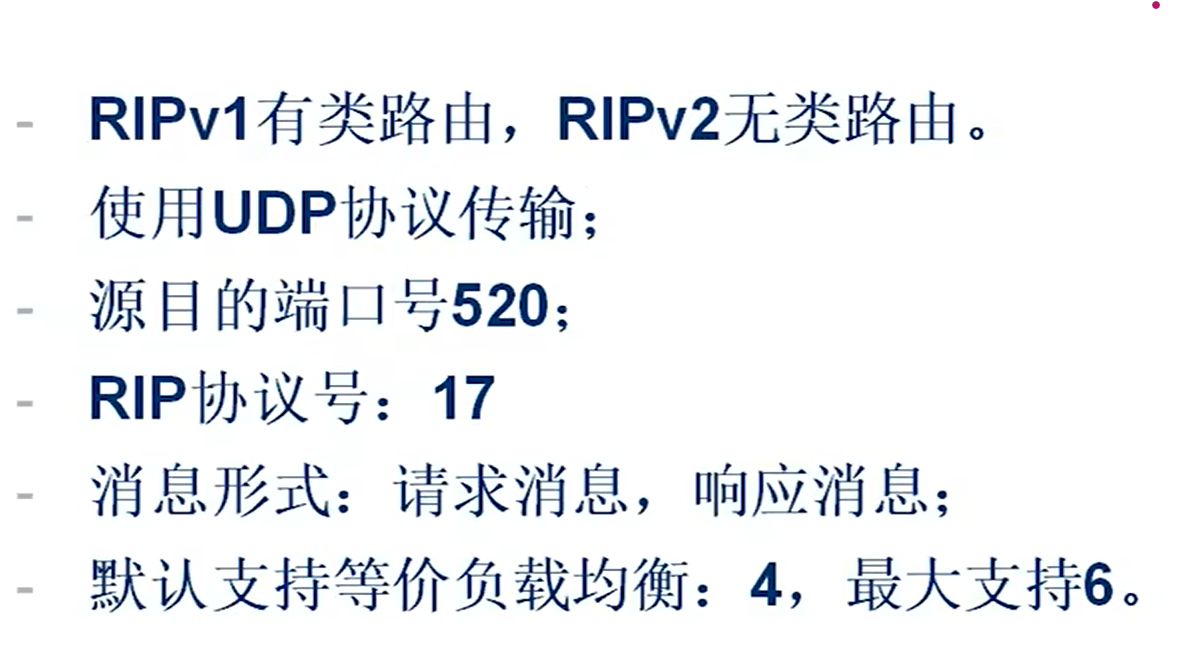 - RIPv1有类路由，RIPv2无类路由。
- 使用UDP协议传输；
- 源目的端口号520；
- RIP协议号：17
- 消息形式：请求消息，响应消息；
- 默认支持等价负载均衡：4，最大支持6。